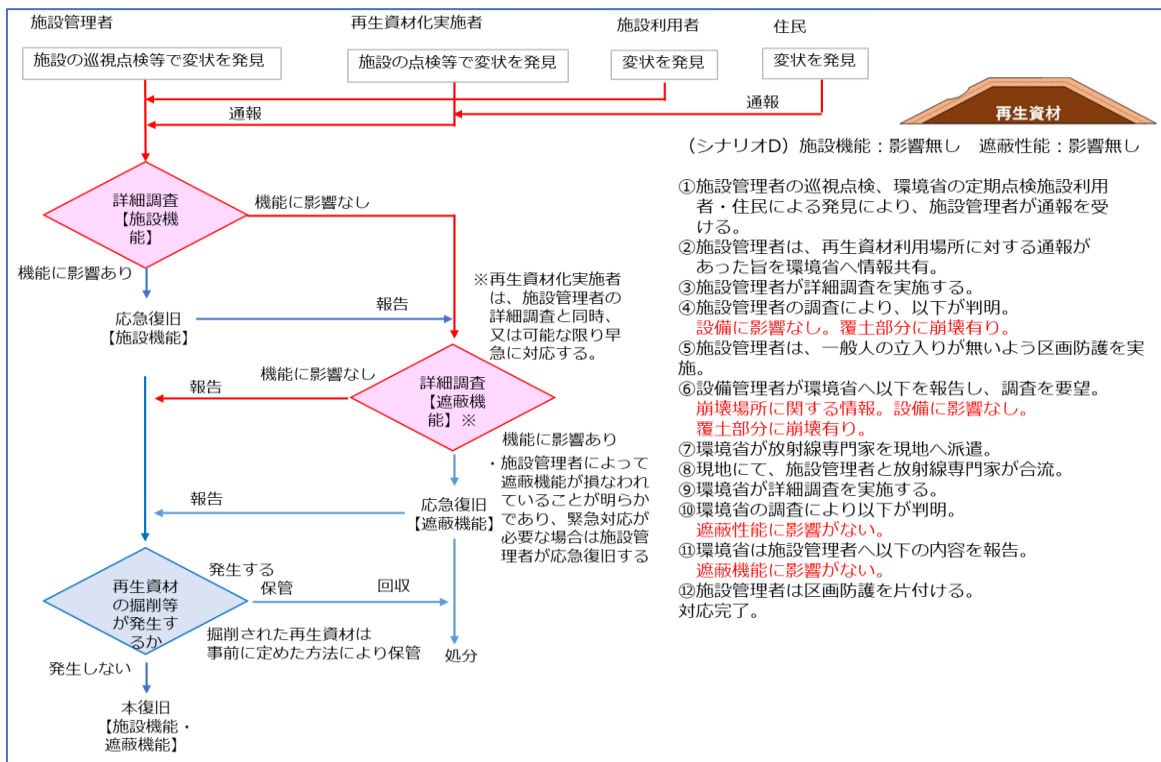 施設管理者
再生資材化実施者
施設利用者
住民
施設の巡視点検等で変状を発見
施設の点検等で変状を発見
変状を発見
変状を発見
通報
通報
再生資材
詳細調査
【施設機
能】
機能に影響なし
機能に影響あり
応急復旧
【施設機能】
報告
※再生資材化実施者
は、施設管理者の
詳細調査と同時、
又は可能な限り早
急に対応する。
詳細調査
【遮蔽機
能】※
機能に影響なし
報告
機能に影響あり
・施設管理者によって
遮蔽機能が損なわれ
ていることが明らか
であり、緊急対応が
必要な場合は施設管
理者が応急復旧する
応急復旧
【遮蔽機能】
報告
再生資材
の掘削等
が発生す
るか
発生する
保管
回収
掘削された再生資材は
事前に定めた方法により保管
処分
発生しない
本復旧
【施設機能・
遮蔽機能】
（シナリオD）施設機能：影響無し　遮蔽性能：影響無し
①施設管理者の巡視点検、環境省の定期点検施設利用
者・住民による発見により、施設管理者が通報を受
ける。
②施設管理者は、再生資材利用場所に対する通報が
あった旨を環境省へ情報共有。
③施設管理者が詳細調査を実施する。
④施設管理者の調査により、以下が判明。
設備に影響なし。覆土部分に崩壊有り。
⑤施設管理者は、一般人の立入りが無いよう区画防護を実
施。
⑥設備管理者が環境省へ以下を報告し、調査を要望。
崩壊場所に関する情報。設備に影響なし。
覆土部分に崩壊有り。
⑦環境省が放射線専門家を現地へ派遣。
⑧現地にて、施設管理者と放射線専門家が合流。
⑨環境省が詳細調査を実施する。
⑩環境省の調査により以下が判明。
遮蔽性能に影響がない。
⑪環境省は施設管理者へ以下の内容を報告。
遮蔽機能に影響がない。
⑫施設管理者は区画防護を片付ける。
対応完了。